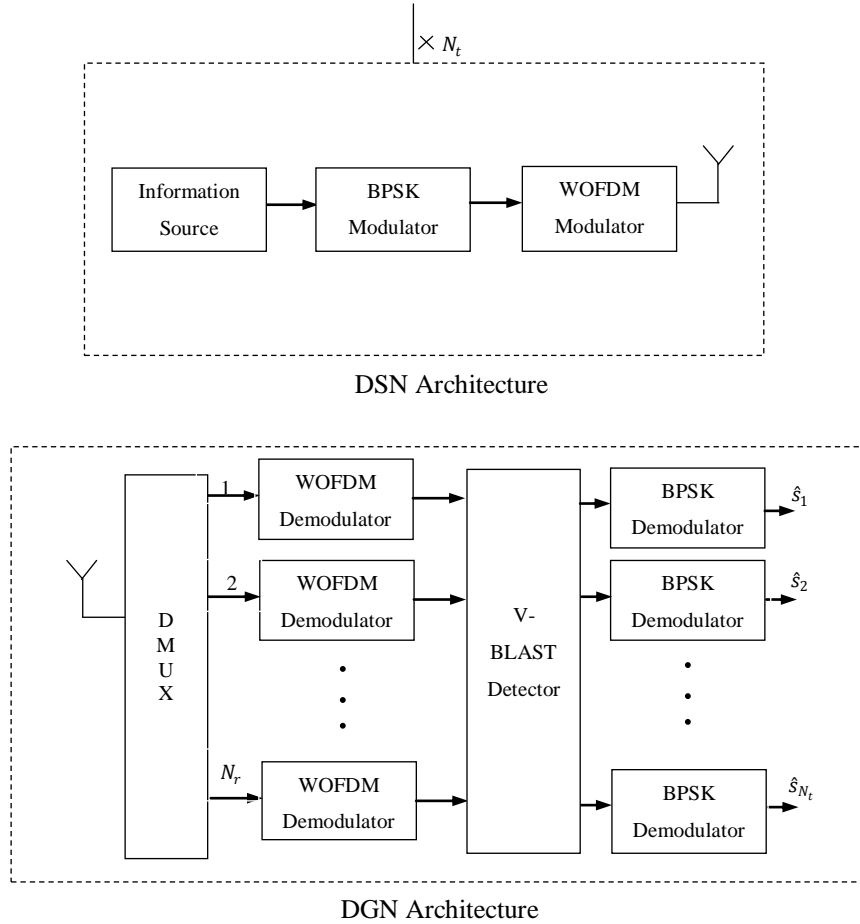 × N_t
Information
Source
BPSK
Modulator
WOFDM
Modulator
DSN Architecture
D
M
U
X
1
WOFDM
Demodulator
2
WOFDM
Demodulator
N_r
WOFDM
Demodulator
V-
BLAST
Detector
BPSK
Demodulator
ŝ_1
BPSK
Demodulator
ŝ_2
BPSK
Demodulator
ŝ_{N_t}
DGN Architecture